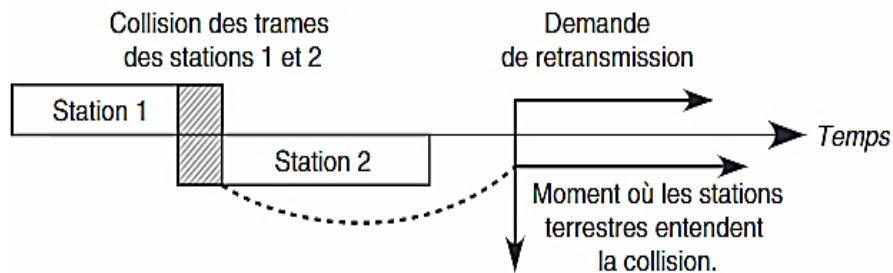 Collision des trames
des stations 1 et 2
Demande
de retransmission
Station 1
Temps
Station 2
Moment où les stations
terrestres entendent
la collision.